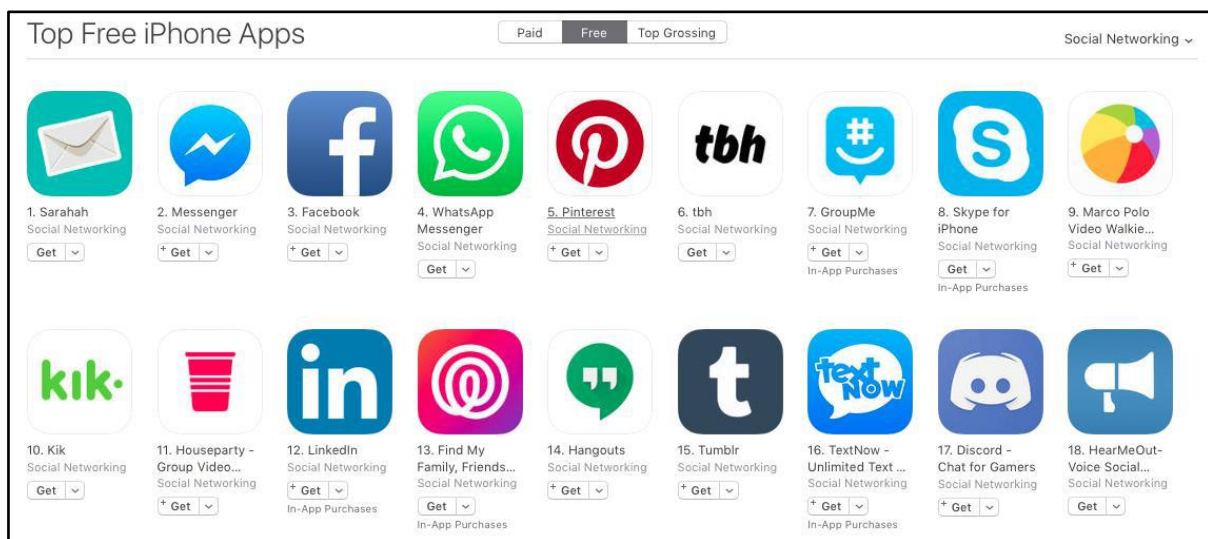 Top Free iPhone Apps
Paid Free Top Grossing
Social Networking
tbh
#
S
1. Sarahah
Social Networking
Get
2. Messenger
Social Networking
+ Get
3. Facebook
Social Networking
+ Get
4. WhatsApp
Messenger
Social Networking
Get
5. Pinterest
Social Networking
+ Get
6. tbh
Social Networking
Get
7. GroupMe
Social Networking
+ Get
In-App Purchases
8. Skype for
iPhone
Social Networking
Get
In-App Purchases
9. Marco Polo
Video Walkie...
Social Networking
+ Get
kik·
in
t
text
NOW
10. Kik
Social Networking
Get
11. Houseparty -
Group Video...
Social Networking
+ Get
12. LinkedIn
Social Networking
+ Get
In-App Purchases
13. Find My
Family, Friends...
Social Networking
Get
In-App Purchases
14. Hangouts
Social Networking
+ Get
15. Tumblr
Social Networking
+ Get
16. TextNow -
Unlimited Text ...
Social Networking
+ Get
In-App Purchases
17. Discord -
Chat for Gamers
Social Networking
+ Get
18. HearMeOut-
Voice Social...
Social Networking
Get